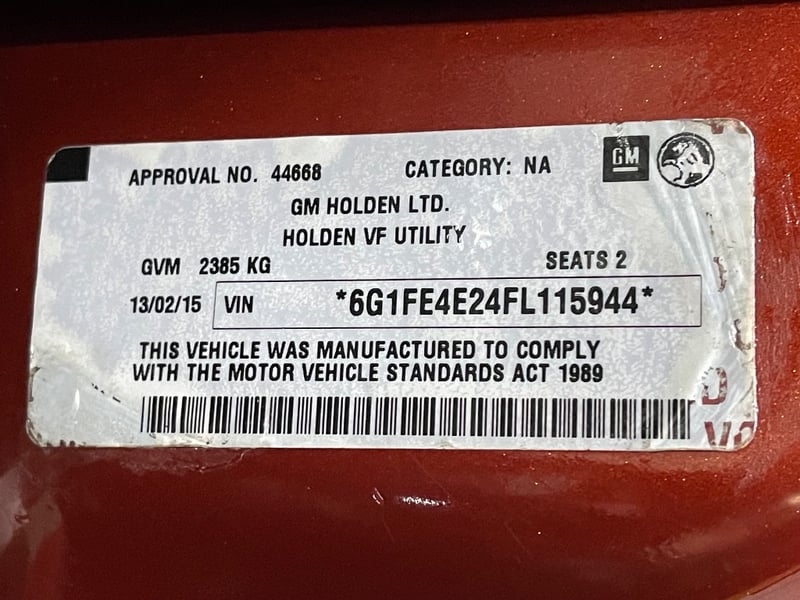 APPROVAL NO. 44668 CATEGORY: NA GM
GM HOLDEN LTD.
HOLDEN VF UTILITY
GVM 2385 KG SEATS 2
13/02/15 VIN *6G1FE4E24FL115944*
THIS VEHICLE WAS MANUFACTURED TO COMPLY
WITH THE MOTOR VEHICLE STANDARDS ACT 1989